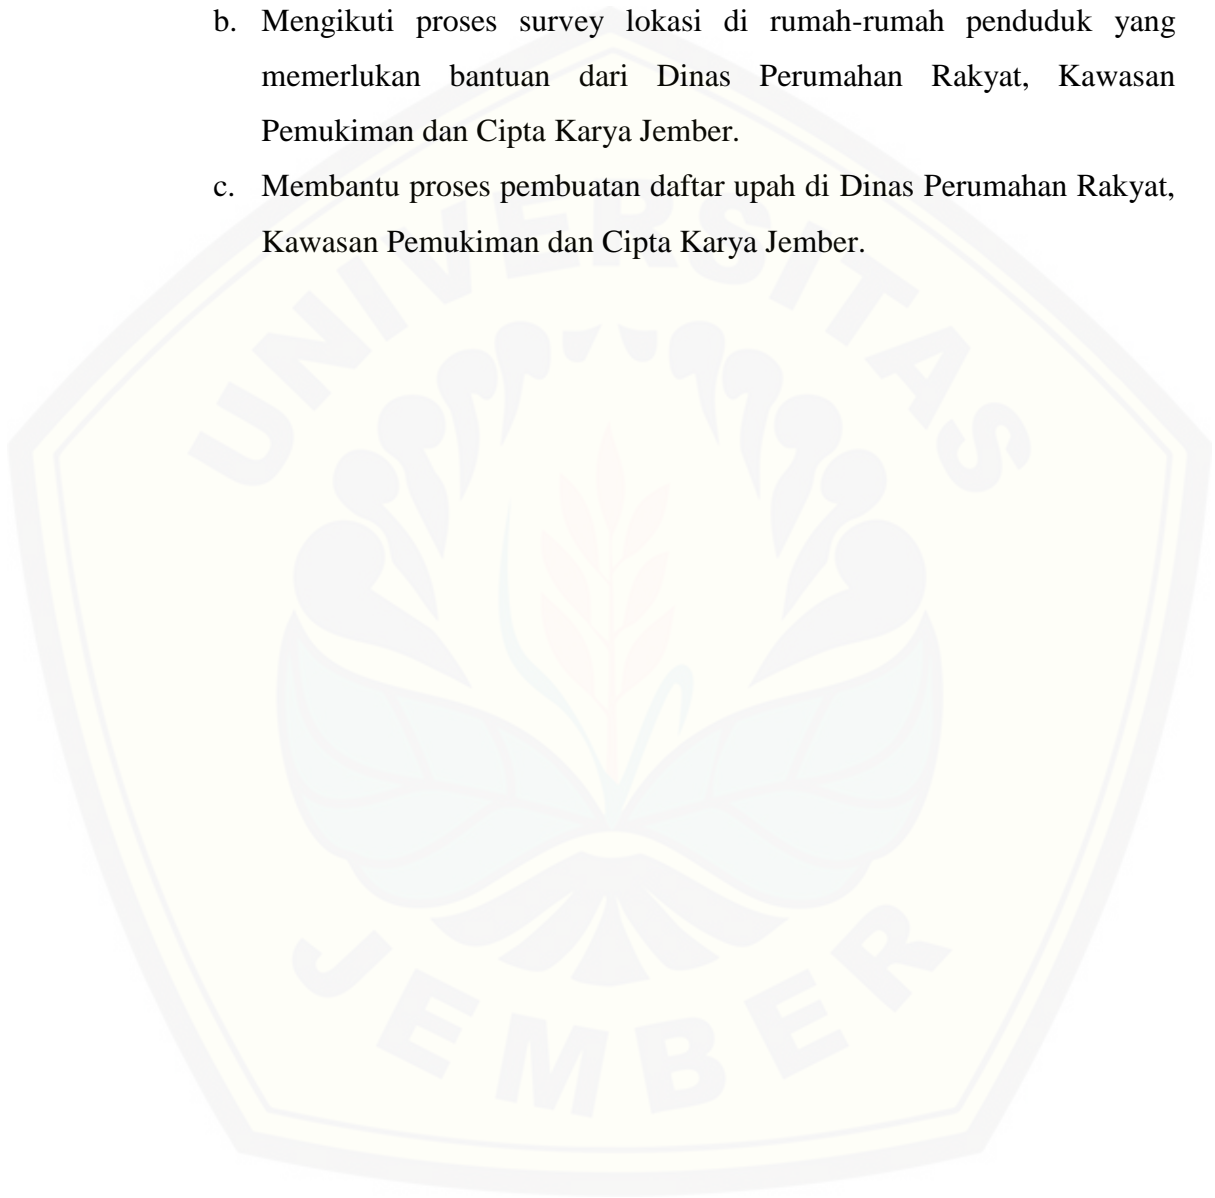 b. Mengikuti proses survey lokasi di rumah-rumah penduduk yang
memerlukan bantuan dari Dinas Perumahan Rakyat, Kawasan
Pemukiman dan Cipta Karya Jember.
c. Membantu proses pembuatan daftar upah di Dinas Perumahan Rakyat,
Kawasan Pemukiman dan Cipta Karya Jember.
UNIVERSITAS
JEMBER